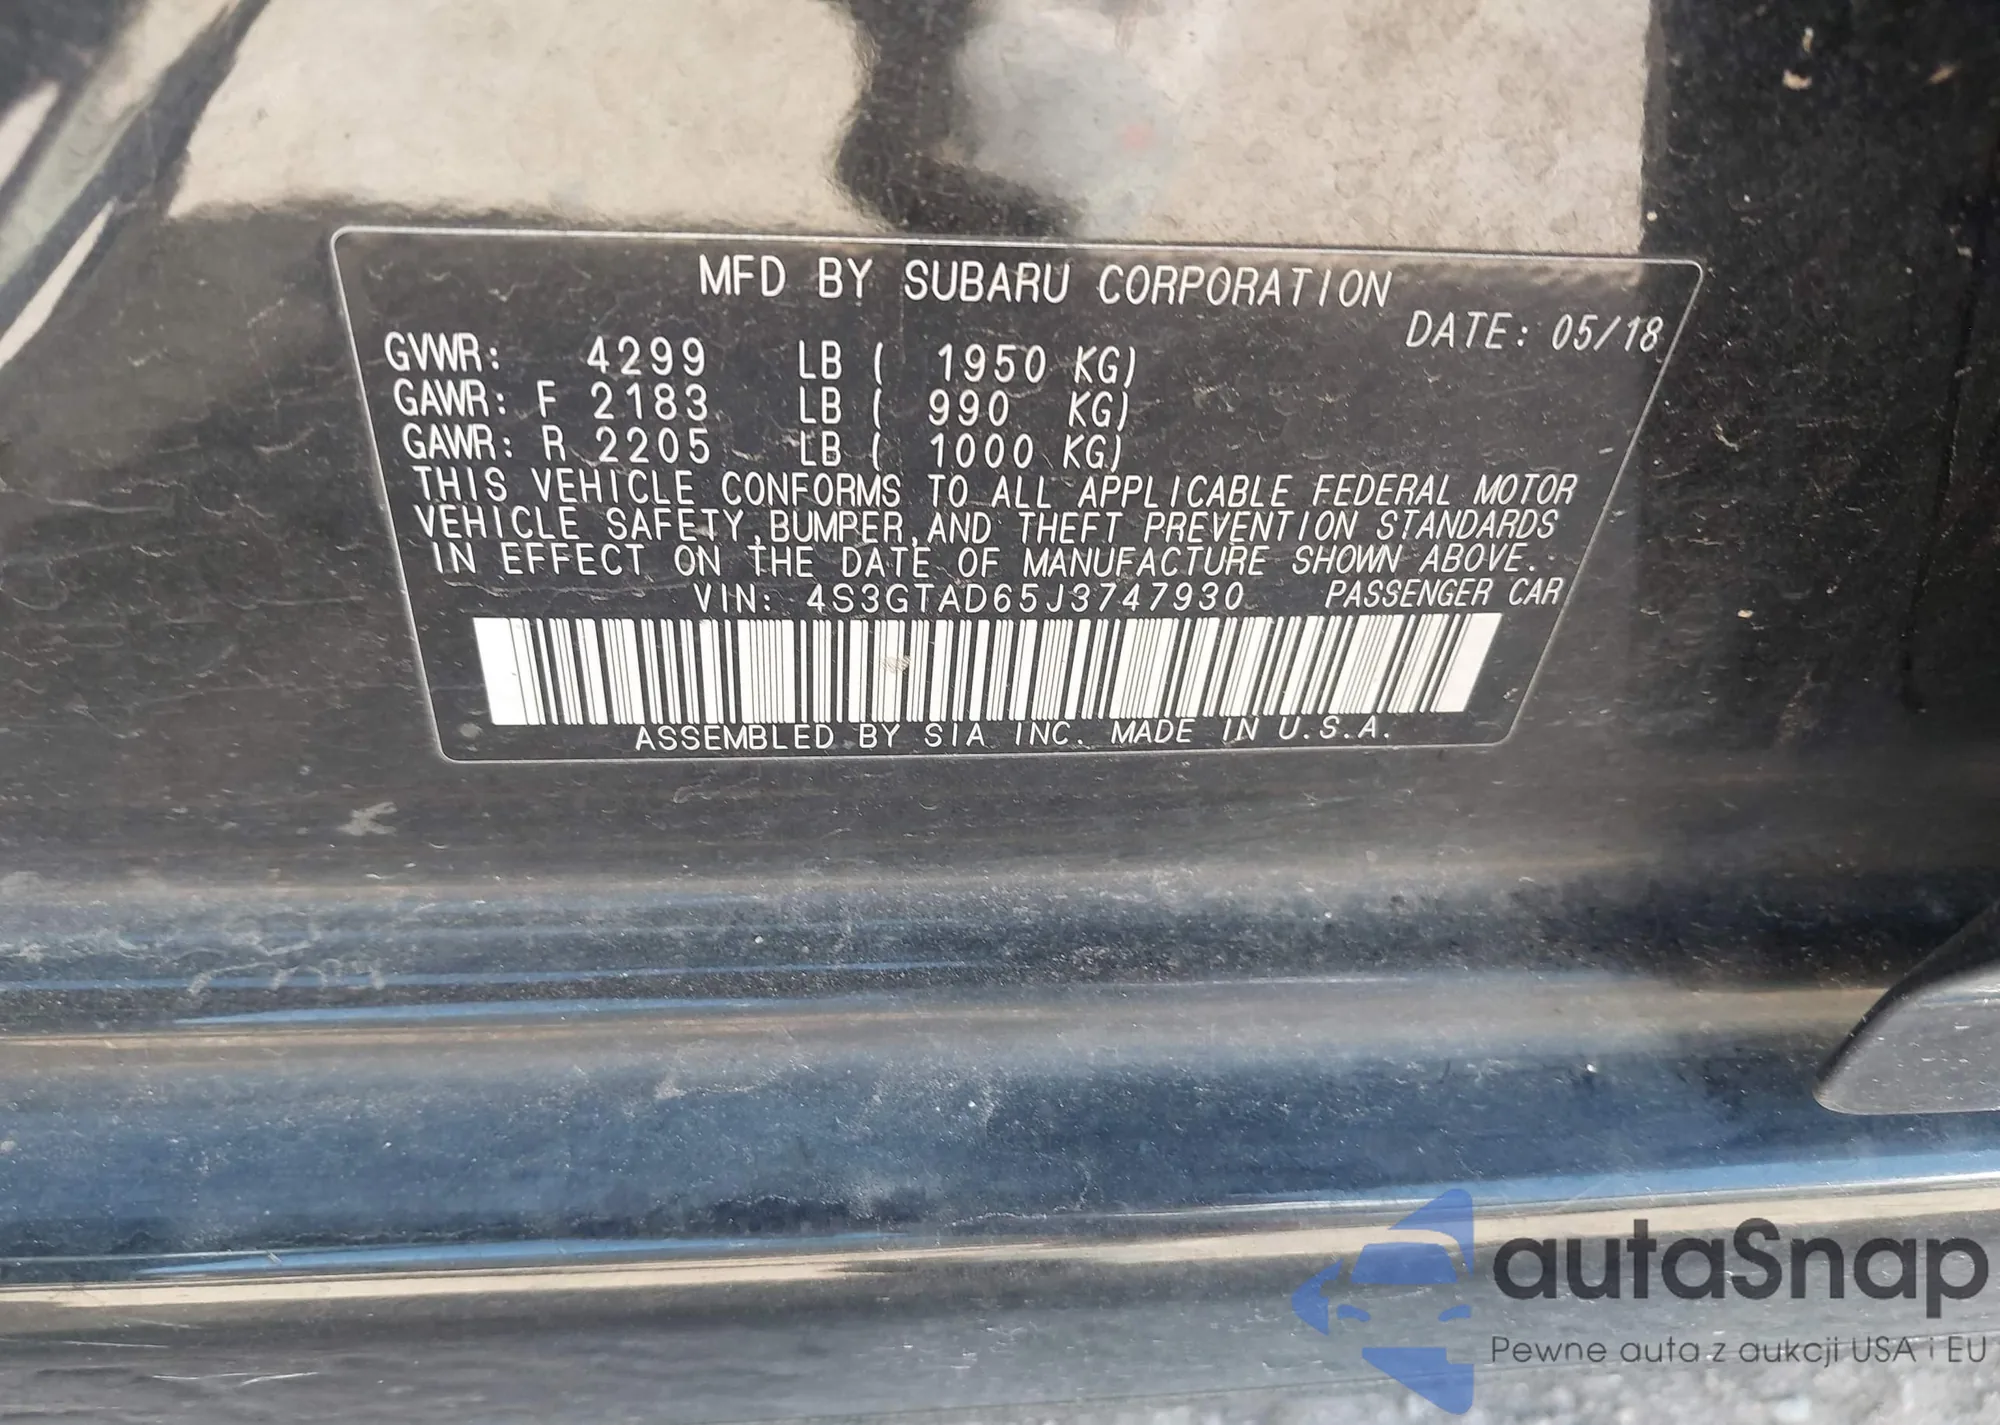 MFD BY SUBARU CORPORATION
DATE: 05/18
GVWR: 4299 LB ( 1950 KG)
GAWR: F 2183 LB ( 990 KG)
GAWR: R 2205 LB ( 1000 KG)
THIS VEHICLE CONFORMS TO ALL APPLICABLE FEDERAL MOTOR
VEHICLE SAFETY,BUMPER,AND THEFT PREVENTION STANDARDS
IN EFFECT ON THE DATE OF MANUFACTURE SHOWN ABOVE.
VIN: 4S3GTAD65J3747930 PASSENGER CAR
ASSEMBLED BY SIA INC. MADE IN U.S.A.
autaSnap
Pewne auta z aukcji USA i EU